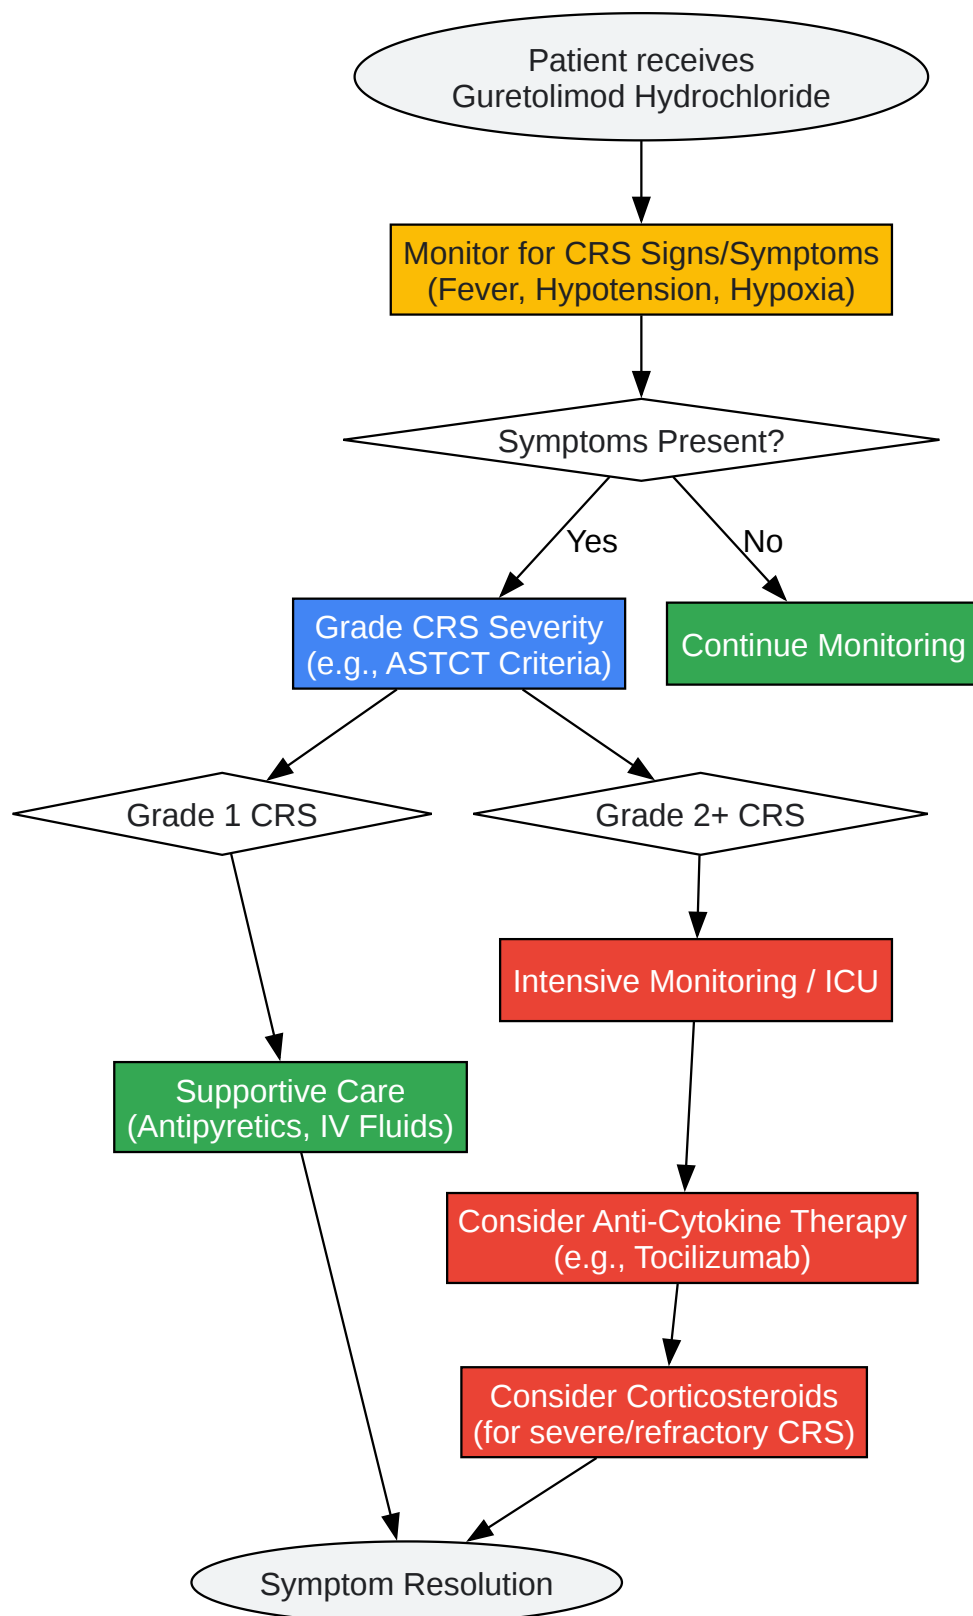 Patient receives
Guretolimod Hydrochloride
Monitor for CRS Signs/Symptoms
(Fever, Hypotension, Hypoxia)
Symptoms Present?
Yes
No
Grade CRS Severity
(e.g., ASTCT Criteria)
Continue Monitoring
Grade 1 CRS
Grade 2+ CRS
Intensive Monitoring / ICU
Supportive Care
(Antipyretics, IV Fluids)
Consider Anti-Cytokine Therapy
(e.g., Tocilizumab)
Consider Corticosteroids
(for severe/refractory CRS)
Symptom Resolution